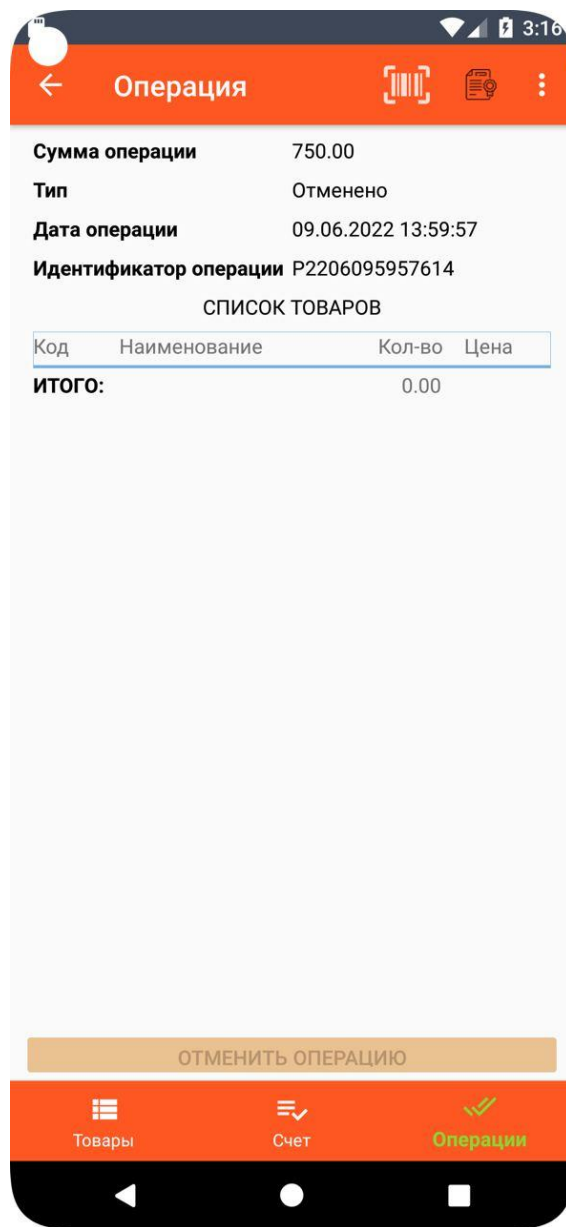 3:16
Операция
Сумма операции 750.00
Тип Отменено
Дата операции 09.06.2022 13:59:57
Идентификатор операции P2206095957614
СПИСОК ТОВАРОВ
Код Наименование Кол-во Цена
ИТОГО: 0.00
ОТМЕНИТЬ ОПЕРАЦИЮ
Товары Счет Операции